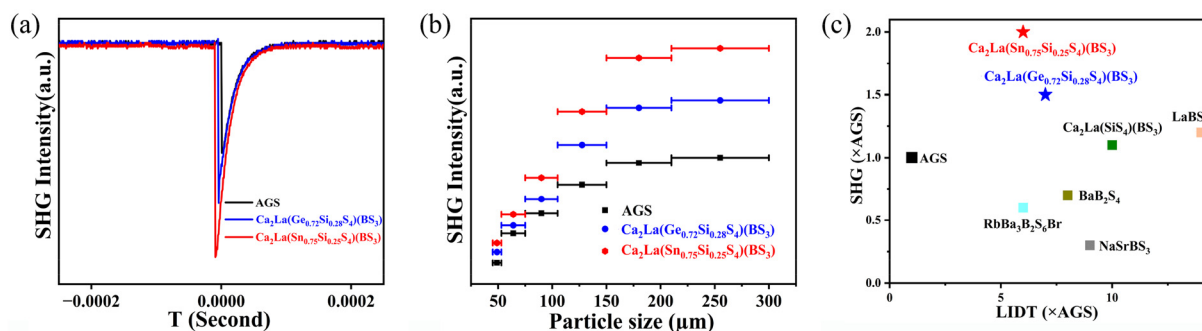 (a)
SHG Intensity(a.u.)
AGS
Ca₂La(Ge₀.₇₂Si₀.₂₈S₄)(BS₃)
Ca₂La(Sn₀.₇₅Si₀.₂₅S₄)(BS₃)
−0.0002 0.0000 0.0002
T (Second)
(b)
SHG Intensity(a.u.)
AGS
Ca₂La(Ge₀.₇₂Si₀.₂₈S₄)(BS₃)
Ca₂La(Sn₀.₇₅Si₀.₂₅S₄)(BS₃)
50 100 150 200 250 300
Particle size (µm)
(c)
SHG (×AGS)
2.0
1.5
1.0
0.5
0.0
Ca₂La(Sn₀.₇₅Si₀.₂₅S₄)(BS₃)
Ca₂La(Ge₀.₇₂Si₀.₂₈S₄)(BS₃)
Ca₂La(SiS₄)(BS₃)
LaBS
AGS
BaB₂S₄
RbBa₃B₂S₆Br
NaSrBS₃
5 10
LIDT (×AGS)